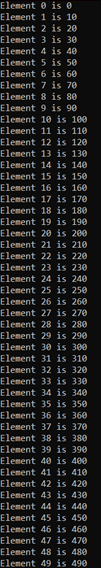 Element 0 is 0
Element 1 is 10
Element 2 is 20
Element 3 is 30
Element 4 is 40
Element 5 is 50
Element 6 is 60
Element 7 is 70
Element 8 is 80
Element 9 is 90
Element 10 is 100
Element 11 is 110
Element 12 is 120
Element 13 is 130
Element 14 is 140
Element 15 is 150
Element 16 is 160
Element 17 is 170
Element 18 is 180
Element 19 is 190
Element 20 is 200
Element 21 is 210
Element 22 is 220
Element 23 is 230
Element 24 is 240
Element 25 is 250
Element 26 is 260
Element 27 is 270
Element 28 is 280
Element 29 is 290
Element 30 is 300
Element 31 is 310
Element 32 is 320
Element 33 is 330
Element 34 is 340
Element 35 is 350
Element 36 is 360
Element 37 is 370
Element 38 is 380
Element 39 is 390
Element 40 is 400
Element 41 is 410
Element 42 is 420
Element 43 is 430
Element 44 is 440
Element 45 is 450
Element 46 is 460
Element 47 is 470
Element 48 is 480
Element 49 is 490